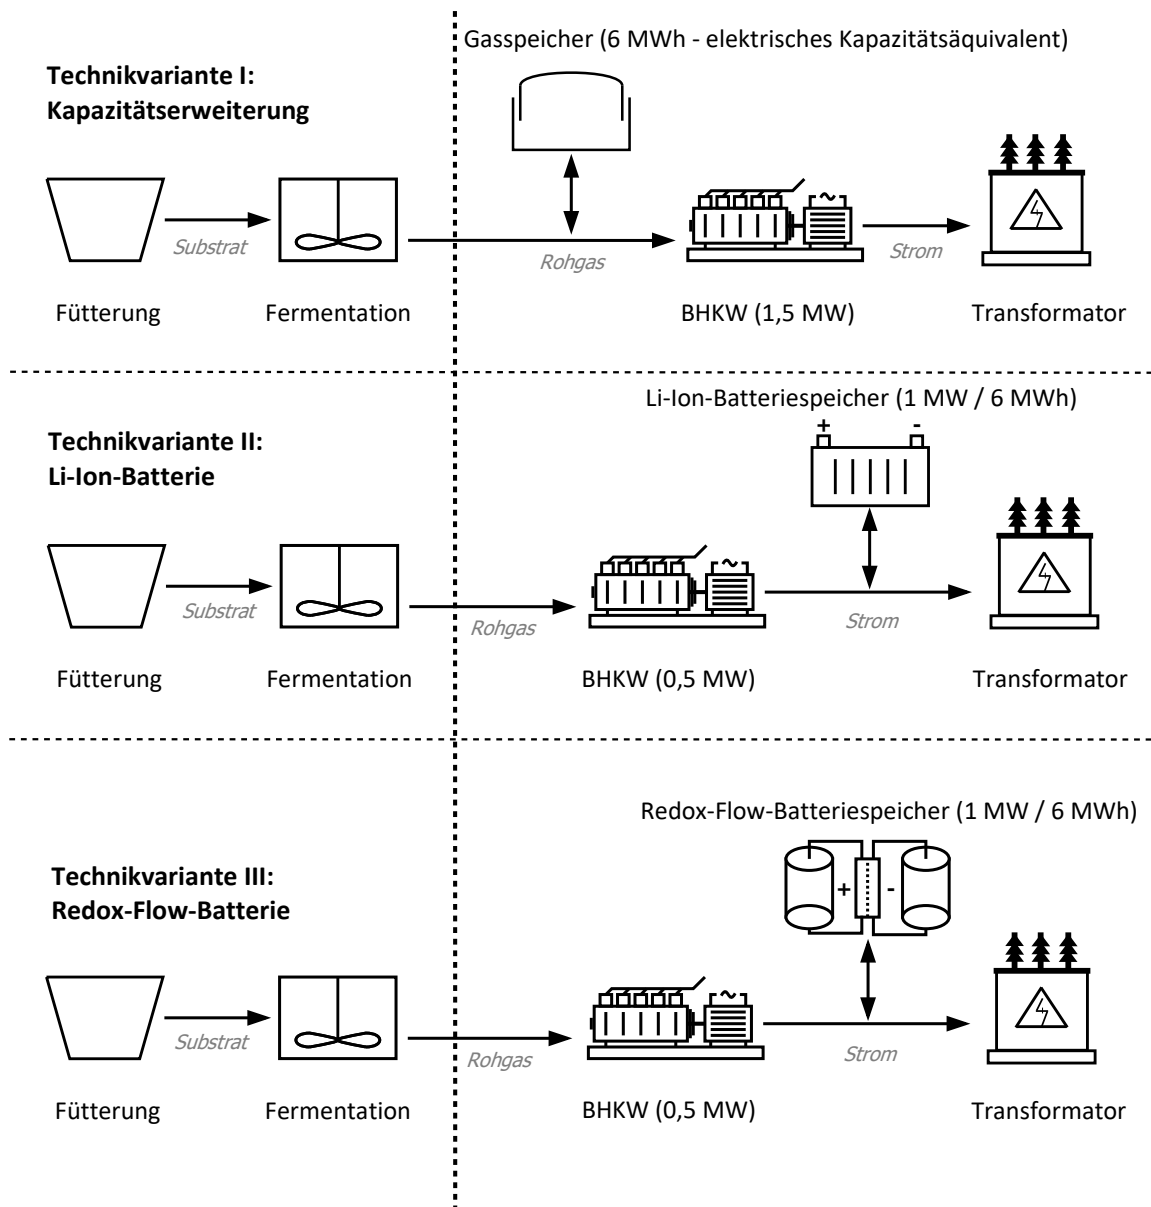 Gasspeicher (6 MWh - elektrisches Kapazitätsäquivalent)
Technikvariante I:
Kapazitätserweiterung
Substrat
Rohgas
Strom
Fütterung
Fermentation
BHKW (1,5 MW)
Transformator
Li-Ion-Batteriespeicher (1 MW / 6 MWh)
Technikvariante II:
Li-Ion-Batterie
+
-
Substrat
Rohgas
Strom
Fütterung
Fermentation
BHKW (0,5 MW)
Transformator
Redox-Flow-Batteriespeicher (1 MW / 6 MWh)
Technikvariante III:
Redox-Flow-Batterie
+
-
Substrat
Rohgas
Strom
Fütterung
Fermentation
BHKW (0,5 MW)
Transformator